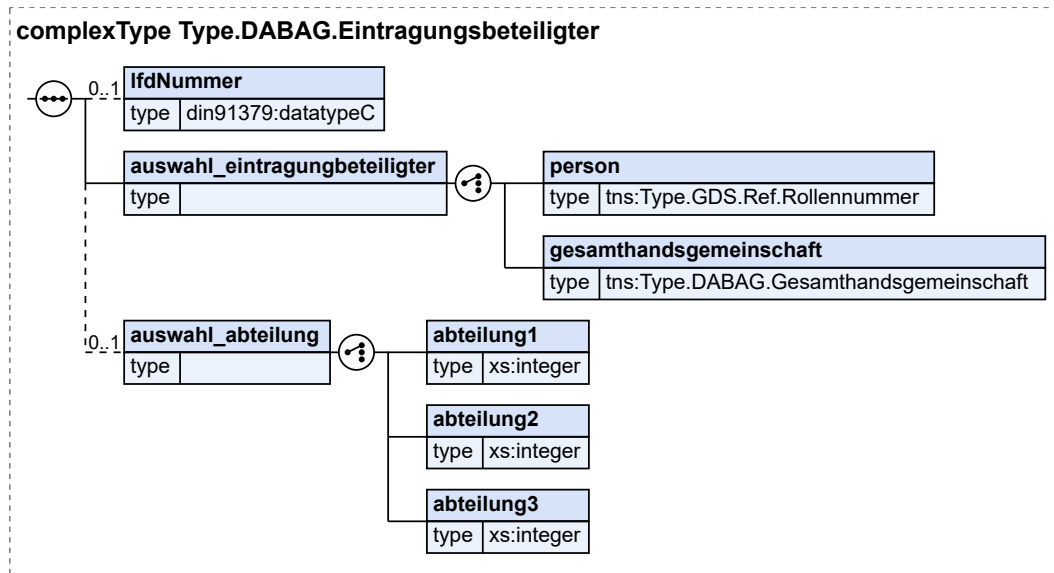 complexType Type.DABAG.Eintragungsbeteiligter
0..1
lfdNummer
type din91379:datatypeC
auswahl_eintragungbeteiligter
type
person
type tns:Type.GDS.Ref.Rollennummer
gesamthandsgemeinschaft
type tns:Type.DABAG.Gesamthandsgemeinschaft
0..1
auswahl_abteilung
type
abteilung1
type xs:integer
abteilung2
type xs:integer
abteilung3
type xs:integer